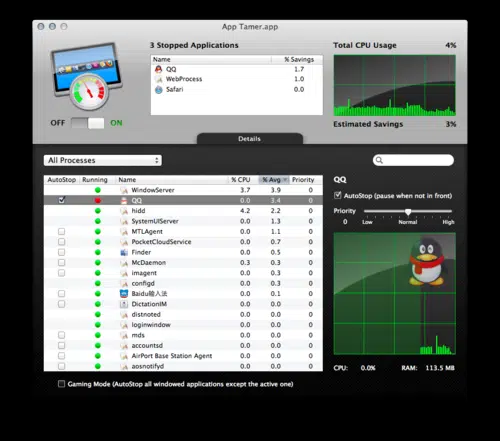 App Tamer.app
3 Stopped Applications
Total CPU Usage 4%
Name % Savings
QQ 1.7
WebProcess 1.0
Safari 0.0
OFF ON
Estimated Savings 3%
Details
All Processes
AutoStop Running Name % CPU % Avg Priority
WindowServer 3.7 3.9 0
QQ 0.0 3.4 0
hidd 4.2 2.2 0
SystemUIServer 0.0 1.3 0
MTLAgent 0.0 1.1 0
PocketCloudService 0.0 0.7 0
Finder 0.0 0.5 0
McDaemon 0.3 0.3 0
imagent 0.0 0.3 0
configd 0.0 0.2 0
Baidu输入法 0.0 0.1 0
DictationIM 0.0 0.0 0
distnoted 0.0 0.0 0
loginwindow 0.0 0.0 0
mds 0.0 0.0 0
accountsd 0.0 0.0 0
AirPort Base Station Agent 0.0 0.0 0
aosnotifyd 0.0 0.0 0
QQ
AutoStop (pause when not in front)
Priority
0 Low Normal High
CPU: 0.0% RAM: 113.5 MB
Gaming Mode (AutoStop all windowed applications except the active one)